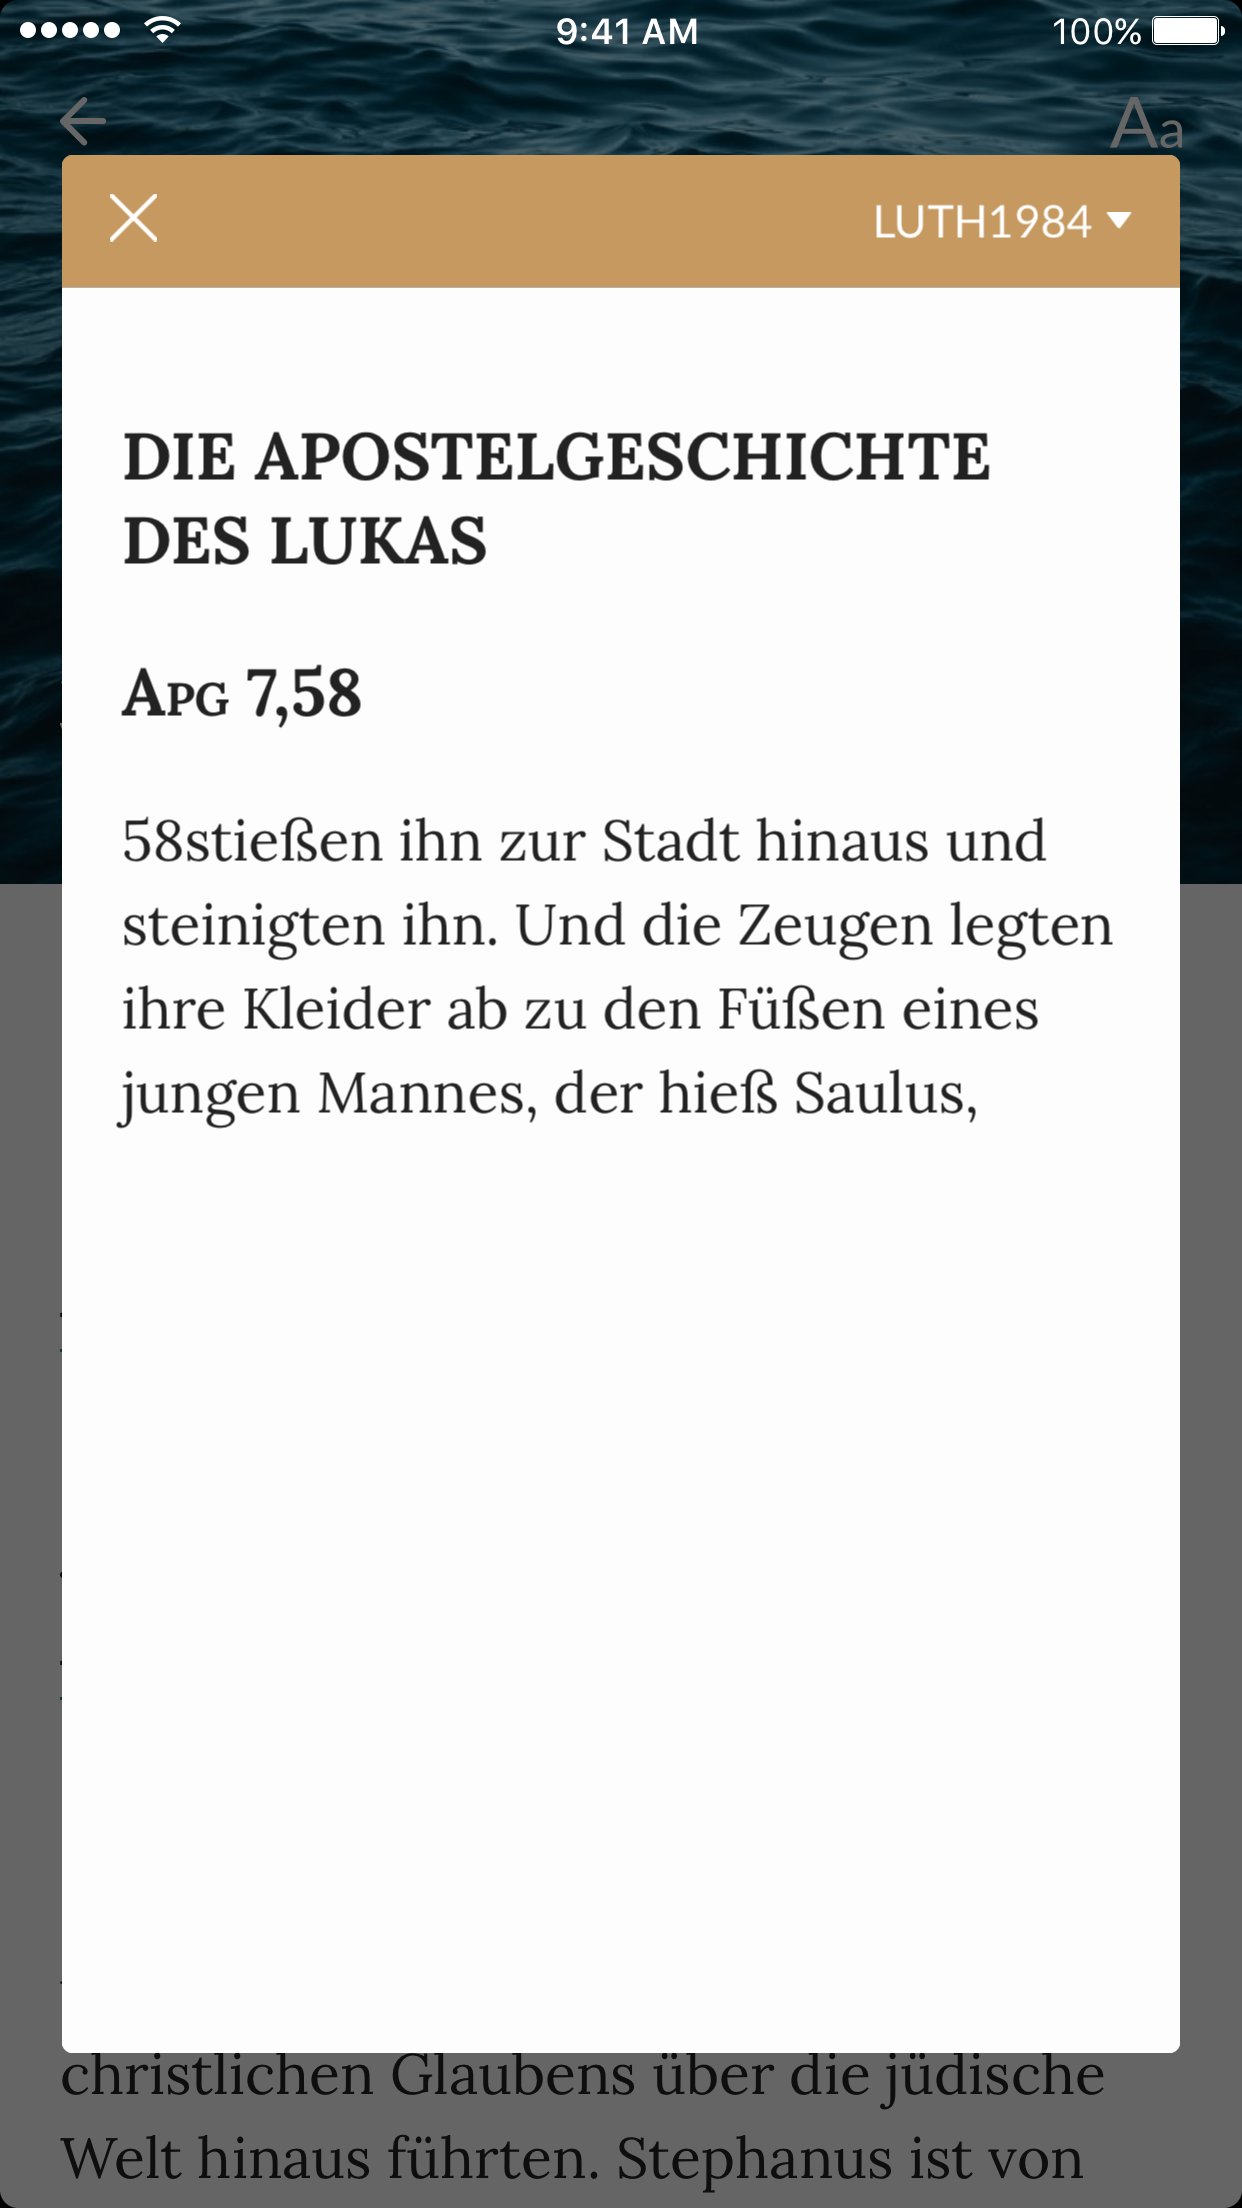 9:41 AM
100%
Aa
LUTH1984
DIE APOSTELGESCHICHTE
DES LUKAS
APG 7,58
58stießen ihn zur Stadt hinaus und
steinigten ihn. Und die Zeugen legten
ihre Kleider ab zu den Füßen eines
jungen Mannes, der hieß Saulus,
christlichen Glaubens über die jüdische
Welt hinaus führten. Stephanus ist von